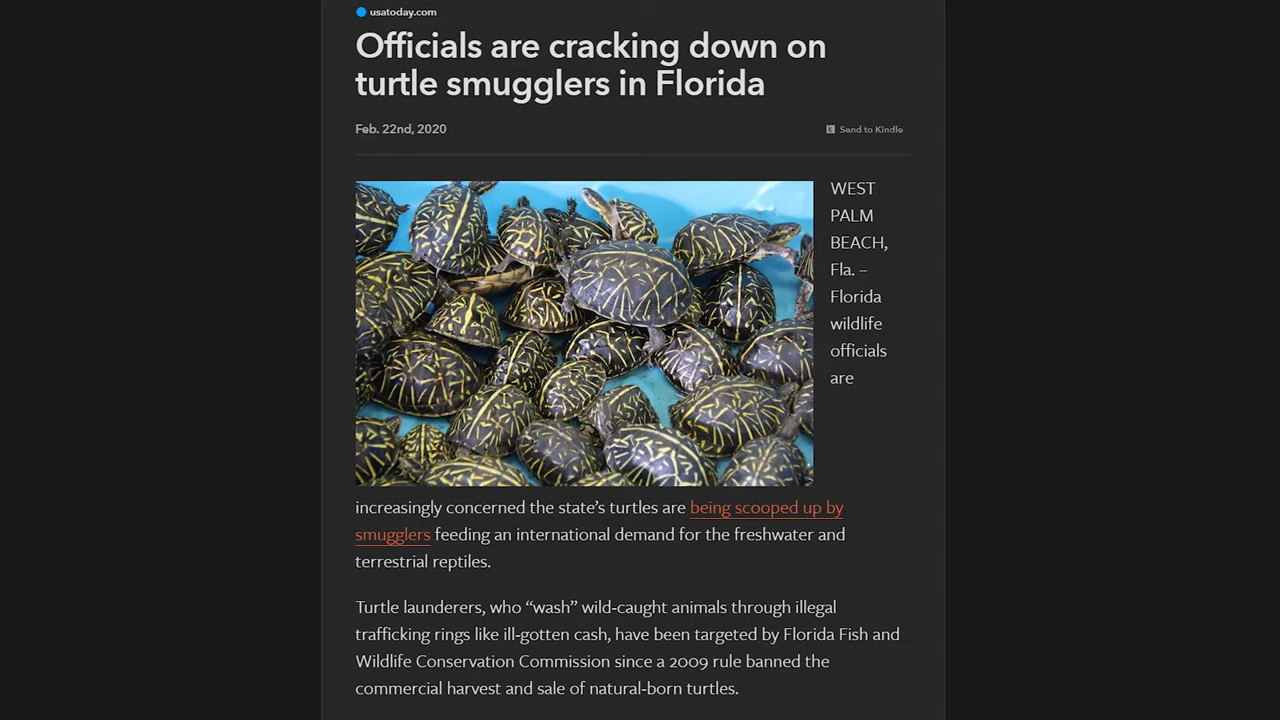 usatoday.com
Officials are cracking down on
turtle smugglers in Florida
Feb. 22nd, 2020
Send to Kindle
WEST
PALM
BEACH,
Fla. –
Florida
wildlife
officials
are
increasingly concerned the state’s turtles are being scooped up by
smugglers feeding an international demand for the freshwater and
terrestrial reptiles.
Turtle launderers, who “wash” wild-caught animals through illegal
trafficking rings like ill-gotten cash, have been targeted by Florida Fish and
Wildlife Conservation Commission since a 2009 rule banned the
commercial harvest and sale of natural-born turtles.